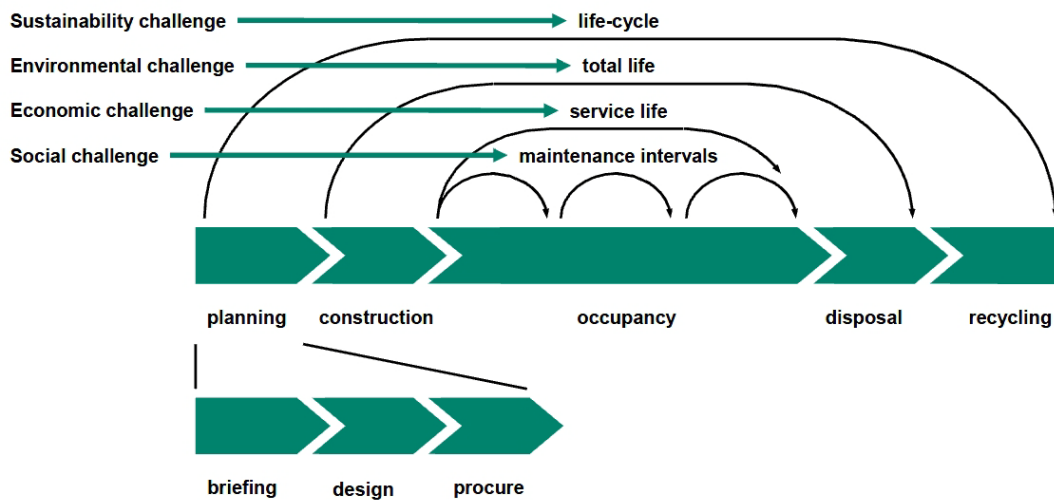 Sustainability challenge life-cycle
Environmental challenge total life
Economic challenge service life
Social challenge maintenance intervals
planning construction occupancy disposal recycling
briefing design procure